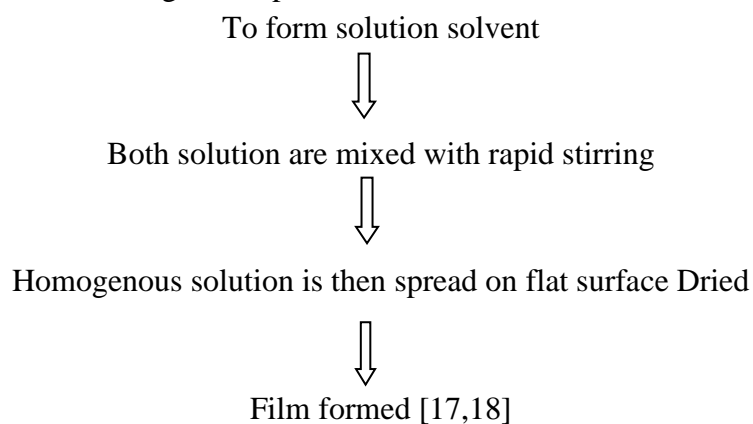 To form solution solvent
Both solution are mixed with rapid stirring
Homogenous solution is then spread on flat surface Dried
Film formed [17,18]